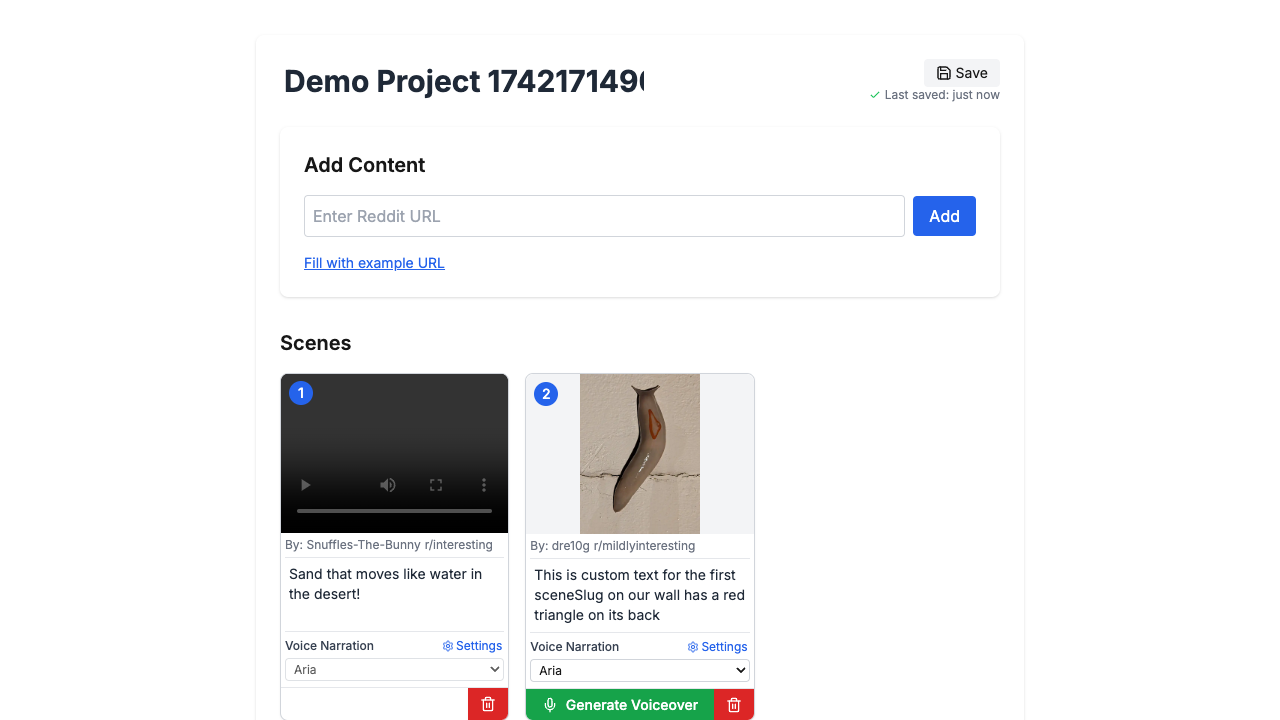 Demo Project 1742171490
Save
Last saved: just now
Add Content
Enter Reddit URL
Add
Fill with example URL
Scenes
1
By: Snuffles-The-Bunny r/interesting
Sand that moves like water in
the desert!
Voice Narration
Settings
Aria
2
By: dre10g r/mildlyinteresting
This is custom text for the first
sceneSlug on our wall has a red
triangle on its back
Voice Narration
Settings
Aria
Generate Voiceover